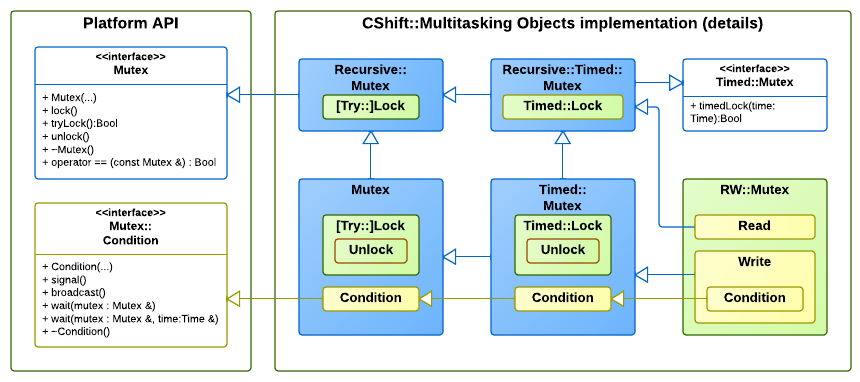 Platform API
<<interface>>
Mutex
+ Mutex(...)
+ lock()
+ tryLock():Bool
+ unlock()
+ ~Mutex()
+ operator == (const Mutex &) : Bool
<<interface>>
Mutex::
Condition
+ Condition(...)
+ signal()
+ broadcast()
+ wait(mutex : Mutex &)
+ wait(mutex : Mutex &, time:Time &)
+ ~Condition()
CShift::Multitasking Objects implementation (details)
Recursive::
Mutex
[Try::]Lock
Recursive::Timed::
Mutex
Timed::Lock
<<interface>>
Timed::Mutex
+ timedLock(time:
Time):Bool
Mutex
[Try::]Lock
Unlock
Condition
Timed::
Mutex
Timed::Lock
Unlock
Condition
RW::Mutex
Read
Write
Condition